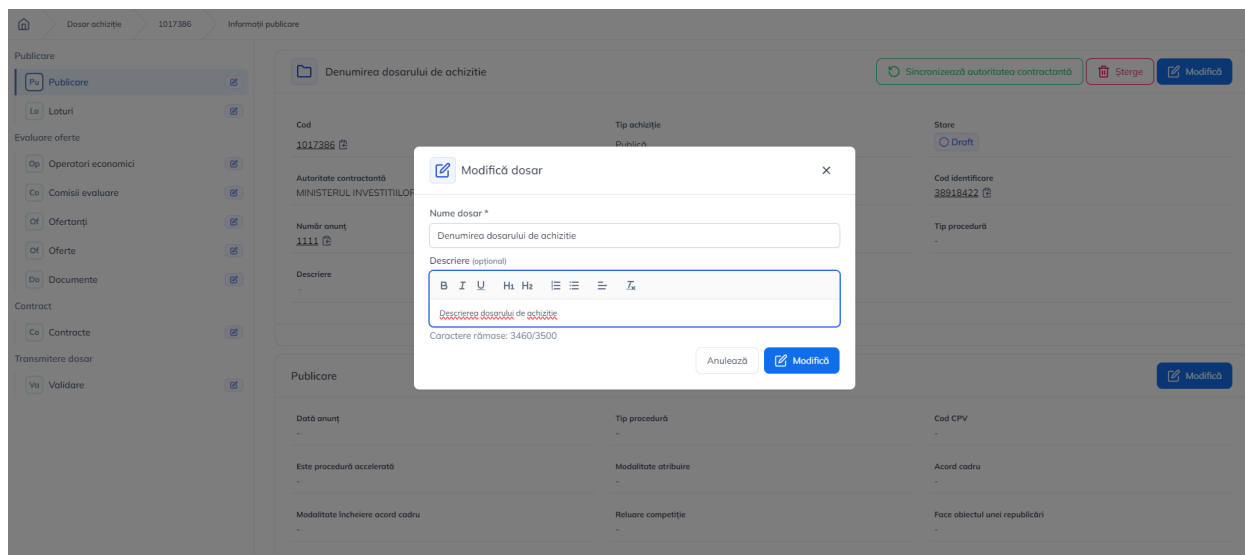 Dosar achiziție 1017386 Informații publicare
Publicare
Pu Publicare
Lo Loturi
Evaluare oferte
Op Operatori economici
Co Comisii evaluare
Of Ofertanți
Of Oferte
Do Documente
Contract
Co Contracte
Transmitere dosar
Va Validare
Denumirea dosarului de achizitie
Sincronizează autoritatea contractantă Șterge Modifică
Cod Tip achiziție Stare
1017386 Publică Draft
Autoritate contractantă Cod identificare
MINISTERUL INVESTITIILOR 38918422
Număr anunț Tip procedură
1111 -
Descriere
-
Modifică dosar
Nume dosar *
Denumirea dosarului de achizitie
Descriere (opțional)
B I U H1 H2
Descrierea dosarului de achizitie
Caractere rămase: 3460/3500
Anulează Modifică
Publicare Modifică
Dată anunț Tip procedură Cod CPV
- - -
Este procedură accelerată Modalitate atribuire Acord cadru
- - -
Modalitate încheiere acord cadru Reluare competiție Face obiectul unei republicări
- - -